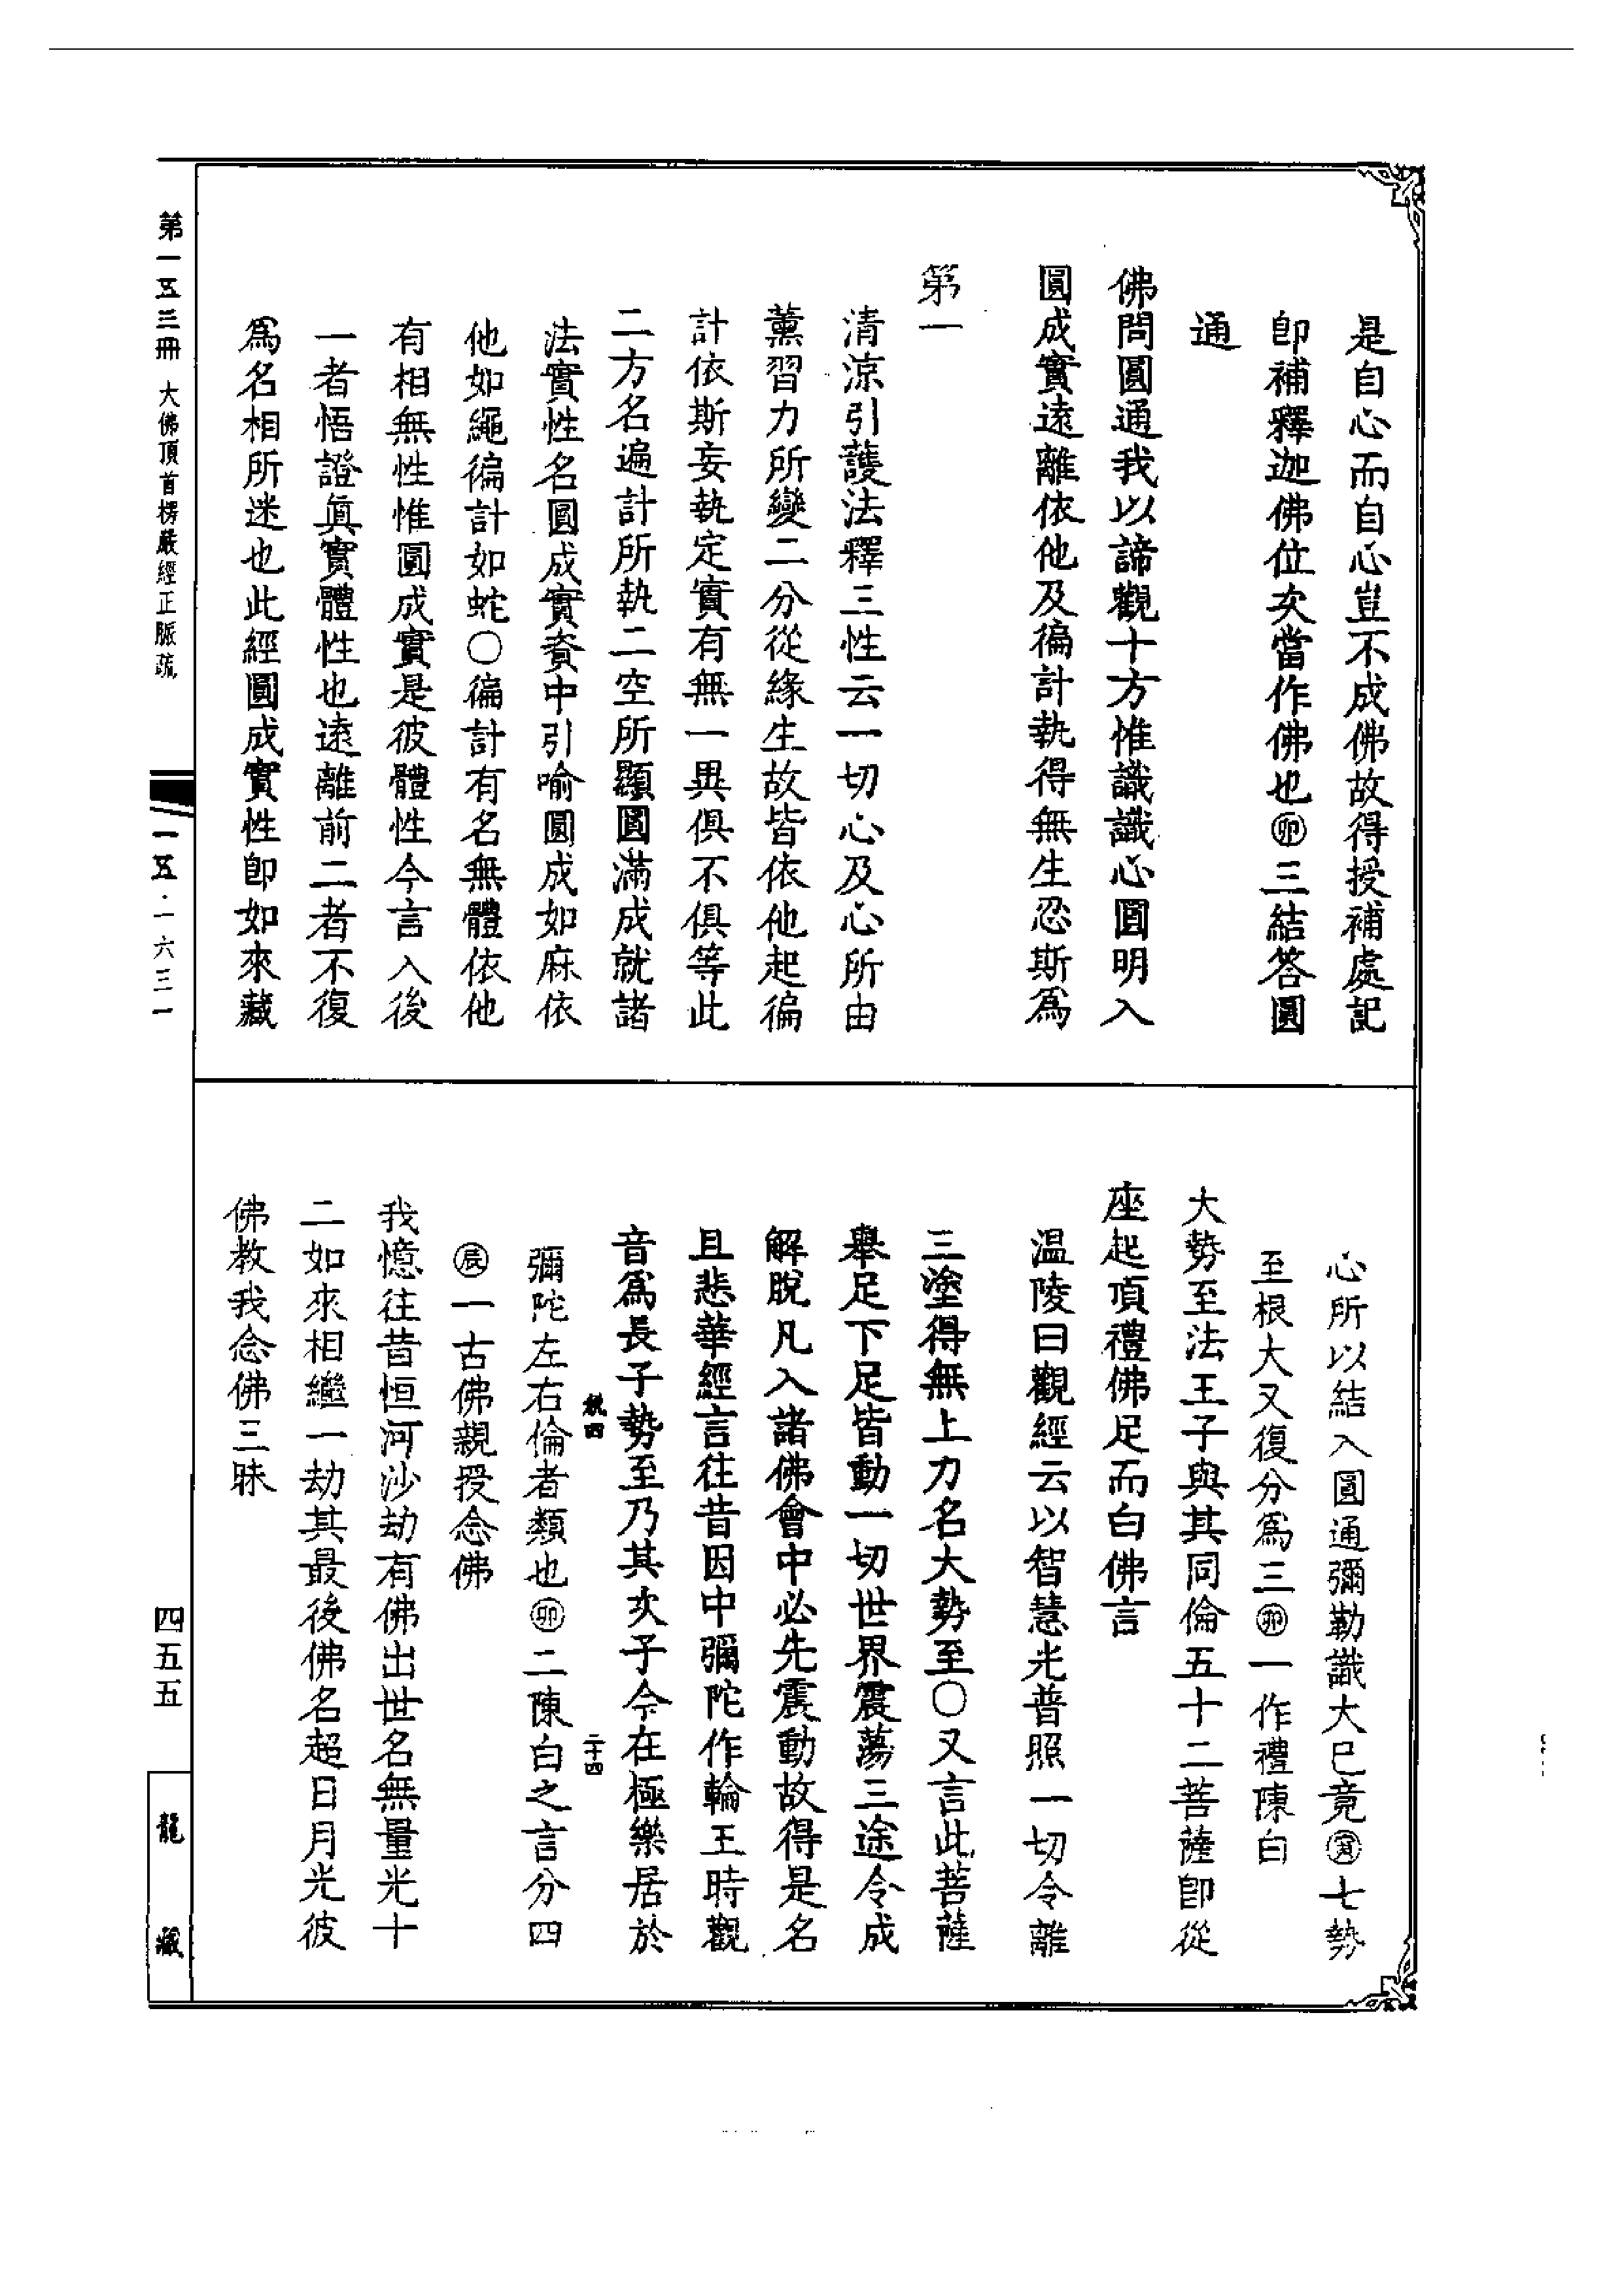 是自心而自心豈不成佛故得授補處記
卽補釋迦佛位次當作佛也㊞三結答圓
通
佛問圓通我以諦觀十方惟識識心圓明入
圓成實遠離依他及徧計執得無生忍斯爲
第一
清涼引護法釋三性云一切心及心所由
薰習力所變二分從緣生故皆依他起徧
計依斯妄執定實有無一異俱不俱等此
二方名遍計所執二空所顯圓滿成就諸
法實性名圓成實資中引喻圓成如麻依
他如繩徧計如蛇○徧計有名無體依他
有相無性惟圓成實是彼體性今言入後
一者悟證眞實體性也遠離前二者不復
爲名相所迷也此經圓成實性卽如來藏
心所以結入圓通彌勒識大已竟寅七勢
至根大又復分爲三卯一作禮陳白
大勢至法王子與其同倫五十二菩薩卽從
座起頂禮佛足而白佛言
温陵曰觀經云以智慧光普照一切令離
三塗得無上力名大勢至○又言此菩薩
舉足下足皆動一切世界震蕩三途令成
解脫凡入諸佛會中必先震動故得是名
且悲華經言往昔因中彌陀作輪王時觀
音爲長子勢至乃其次子今在極樂居於
彌陀左右倫者類也卯二陳白之言分四
辰一古佛親授念佛
我憶往昔恒河沙劫有佛出世名無量光十
二如來相繼一劫其最後佛名超日月光彼
佛教我念佛三昧
二十四
第一五三冊 大佛頂首楞嚴經正脈疏
一五·一六三一
四五五
龍藏